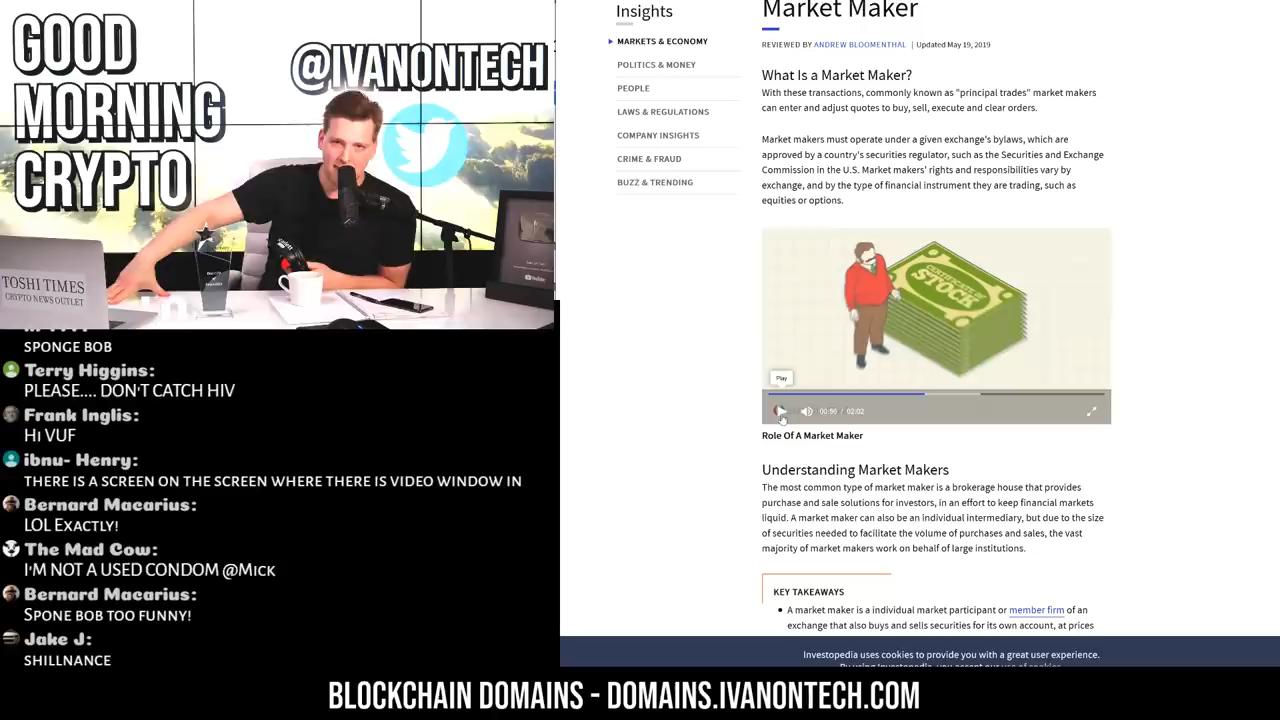 GOOD
MORNING
CRYPTO
@IVANONTECH
TOSHI TIMES
CRYPTO NEWS OUTLET
SPONGE BOB
Terry Higgins:
PLEASE.... DON'T CATCH HIV
Frank Inglis:
Hi VUF
ibnu- Henry:
THERE IS A SCREEN ON THE SCREEN WHERE THERE IS VIDEO WINDOW IN
Bernard Macarius:
LOL Exactly!
The Mad Cow:
I'M NOT A USED CONDOM @Mick
Bernard Macarius:
Spone bob too funny!
Jake J:
SHILLNANCE
Insights
MARKETS & ECONOMY
POLITICS & MONEY
PEOPLE
LAWS & REGULATIONS
COMPANY INSIGHTS
CRIME & FRAUD
BUZZ & TRENDING
Market Maker
REVIEWED BY ANDREW BLOOMENTHAL | Updated May 19, 2019
What Is a Market Maker?
With these transactions, commonly known as "principal trades" market makers
can enter and adjust quotes to buy, sell, execute and clear orders.
Market makers must operate under a given exchange's bylaws, which are
approved by a country's securities regulator, such as the Securities and Exchange
Commission in the U.S. Market makers' rights and responsibilities vary by
exchange, and by the type of financial instrument they are trading, such as
equities or options.
CERTIFICATE OF
STOCK
Play
00:56 / 02:02
Role Of A Market Maker
Understanding Market Makers
The most common type of market maker is a brokerage house that provides
purchase and sale solutions for investors, in an effort to keep financial markets
liquid. A market maker can also be an individual intermediary, but due to the size
of securities needed to facilitate the volume of purchases and sales, the vast
majority of market makers work on behalf of large institutions.
KEY TAKEAWAYS
A market maker is a individual market participant or member firm of an
exchange that also buys and sells securities for its own account, at prices
Investopedia uses cookies to provide you with a great user experience.
By using Investopedia, you accept our use of cookies.
BLOCKCHAIN DOMAINS - DOMAINS.IVANONTECH.COM